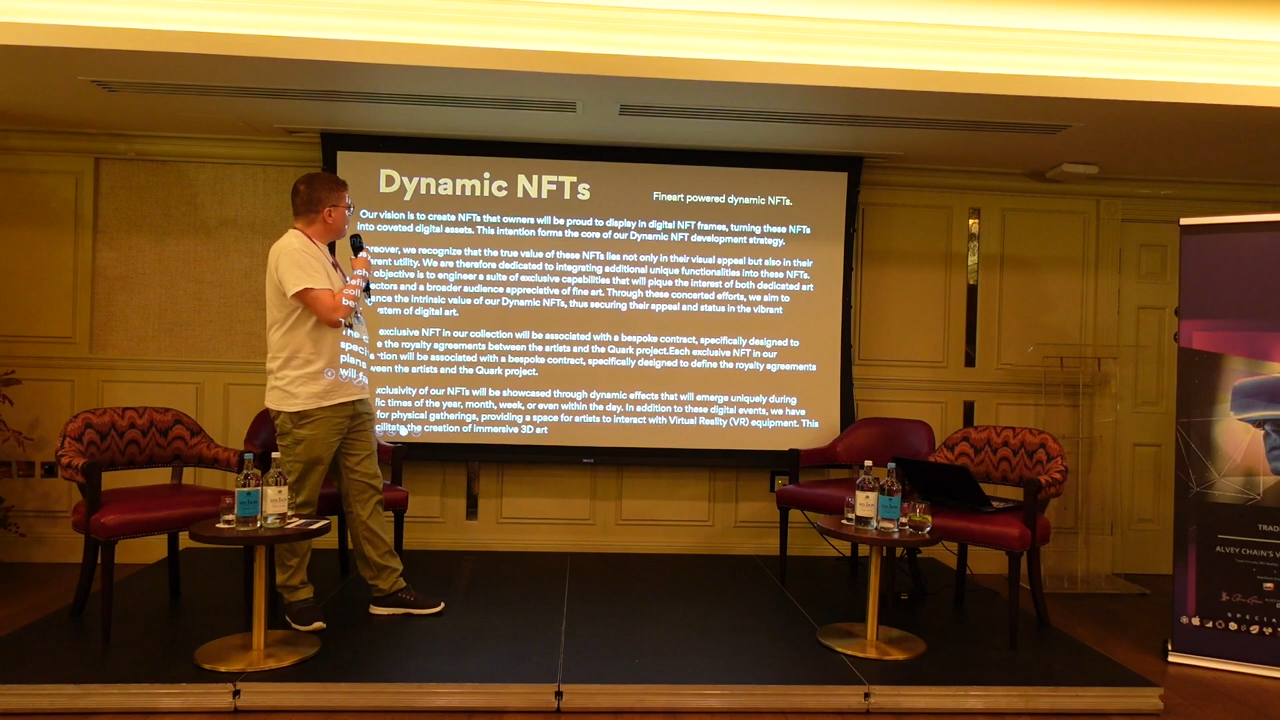 Dynamic NFTs
Fineart powered dynamic NFTs.
Our vision is to create NFTs that owners will be proud to display in digital NFT frames, turning these NFTs
into coveted digital assets. This intention forms the core of our Dynamic NFT development strategy.
oreover, we recognize that the true value of these NFTs lies not only in their visual appeal but also in their
erent utility. We are therefore dedicated to integrating additional unique functionalities into these NFTs.
objective is to engineer a suite of exclusive capabilities that will pique the interest of both dedicated art
ectors and a broader audience appreciative of fine art. Through these concerted efforts, we aim to
ance the intrinsic value of our Dynamic NFTs, thus securing their appeal and status in the vibrant
ystem of digital art.
exclusive NFT in our collection will be associated with a bespoke contract, specifically designed to
e the royalty agreements between the artists and the Quark project.Each exclusive NFT in our
ction will be associated with a bespoke contract, specifically designed to define the royalty agreements
ween the artists and the Quark project.
xclusivity of our NFTs will be showcased through dynamic effects that will emerge uniquely during
fic times of the year, month, week, or even within the day. In addition to these digital events, we have
plans for physical gatherings, providing a space for artists to interact with Virtual Reality (VR) equipment. This
will facilitate the creation of immersive 3D art
TRAD
ALVEY CHAIN'S V
SPECIA